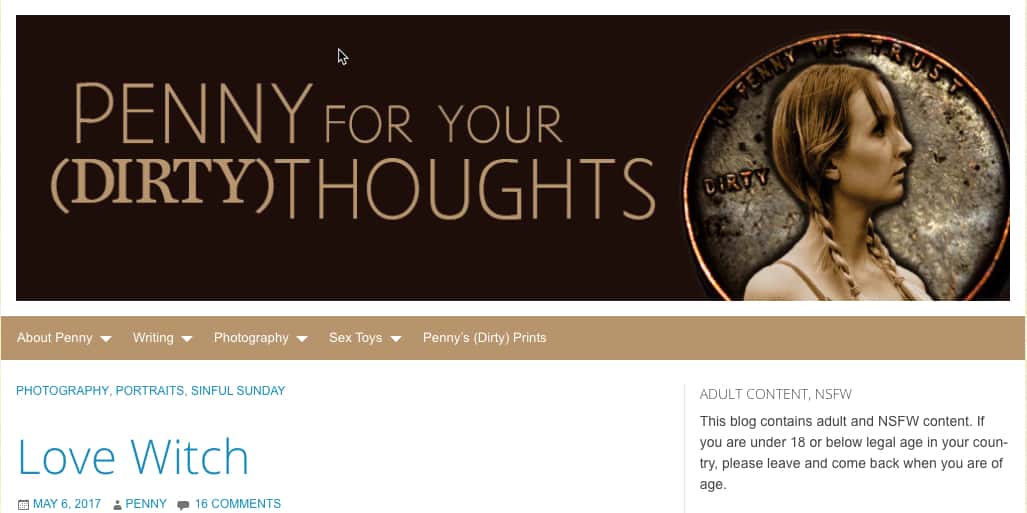 PENNY FOR YOUR
(DIRTY) THOUGHTS
IN PENNY WE TRUST
DIRTY
About Penny Writing Photography Sex Toys Penny's (Dirty) Prints
PHOTOGRAPHY, PORTRAITS, SINFUL SUNDAY
Love Witch
MAY 6, 2017 PENNY 16 COMMENTS
ADULT CONTENT, NSFW
This blog contains adult and NSFW content. If
you are under 18 or below legal age in your coun-
try, please leave and come back when you are of
age.